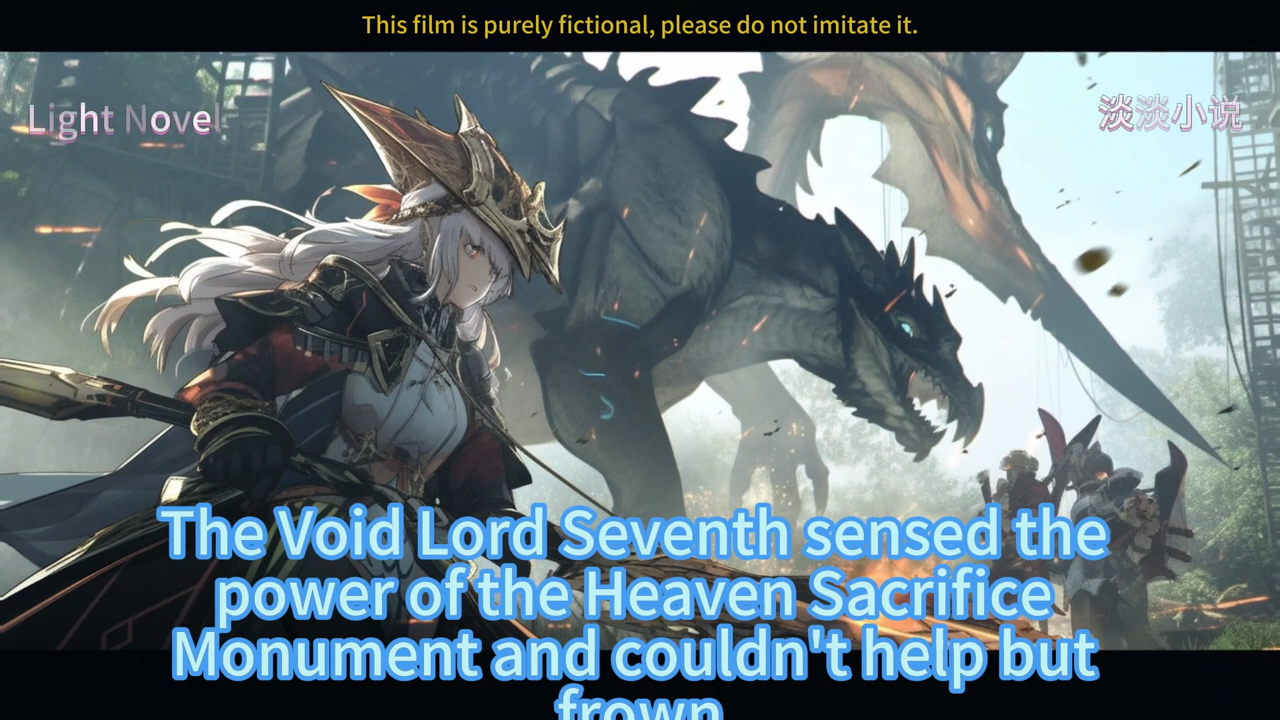 This film is purely fictional, please do not imitate it.
Light Novel
淡淡小说
The Void Lord Seventh sensed the
power of the Heaven Sacrifice
Monument and couldn't help but
frown